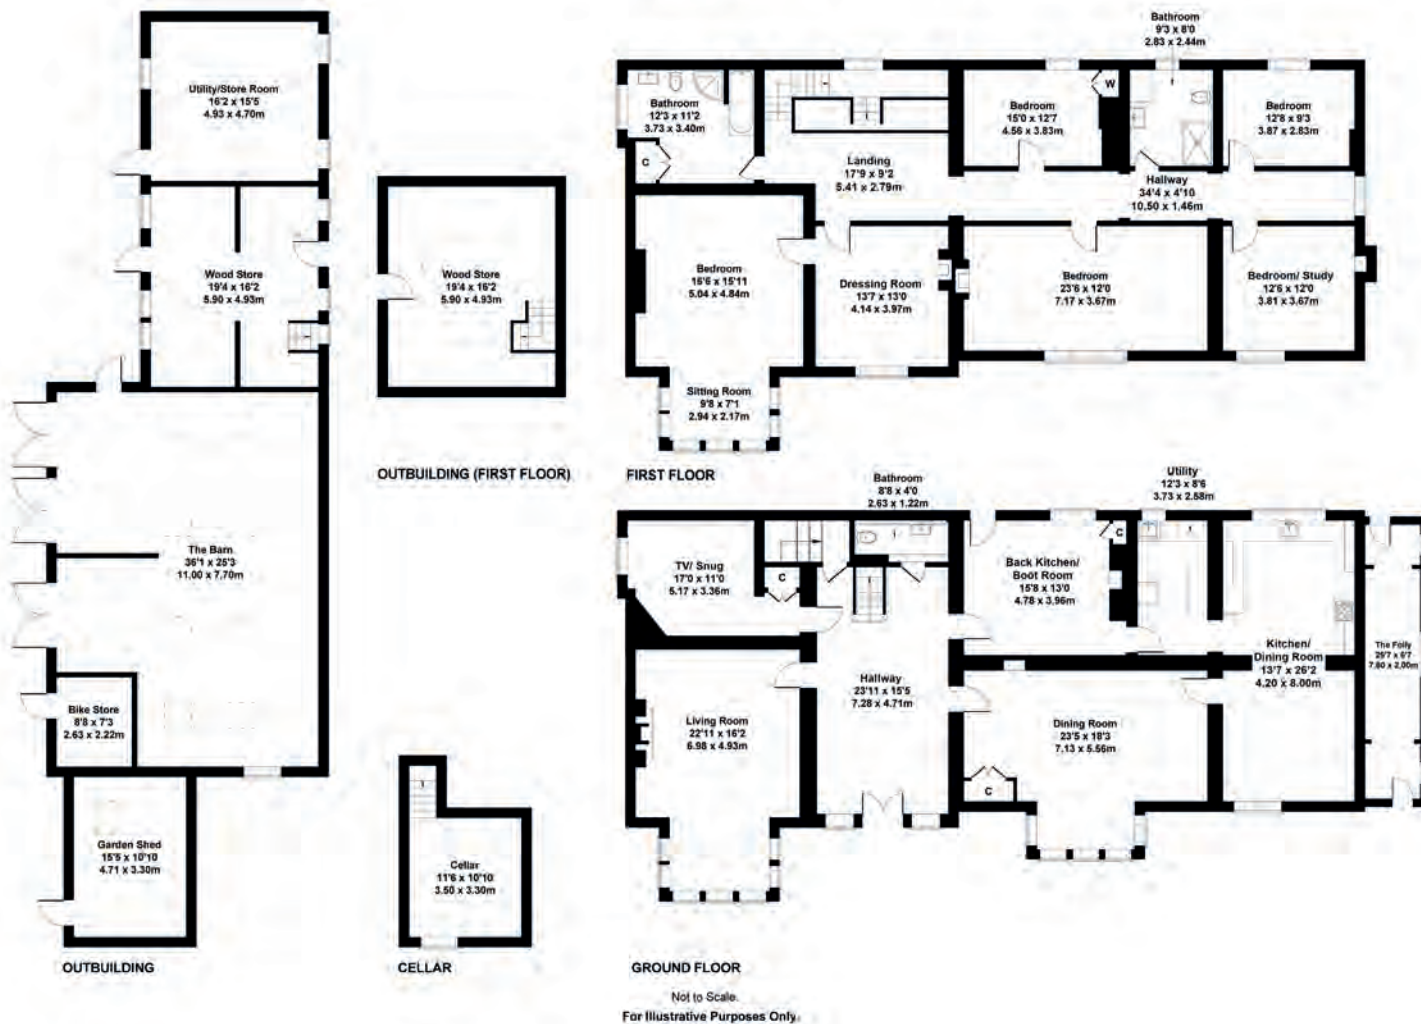 Utility/Store Room
16'2 x 15'5
4.93 x 4.70m
Wood Store
19'4 x 16'2
5.90 x 4.93m
The Barn
36'1 x 25'3
11.00 x 7.70m
Bike Store
8'8 x 7'3
2.63 x 2.22m
Garden Shed
15'5 x 10'10
4.71 x 3.30m
OUTBUILDING
Wood Store
19'4 x 16'2
5.90 x 4.93m
OUTBUILDING (FIRST FLOOR)
Cellar
11'6 x 10'10
3.50 x 3.30m
CELLAR
Bathroom
9'3 x 8'0
2.83 x 2.44m
Bathroom
12'3 x 11'2
3.73 x 3.40m
C
Landing
17'9 x 9'2
5.41 x 2.79m
Bedroom
15'0 x 12'7
4.56 x 3.83m
W
Bedroom
12'8 x 9'3
3.87 x 2.83m
Hallway
34'4 x 4'10
10.50 x 1.46m
Bedroom
16'6 x 15'11
5.04 x 4.84m
Dressing Room
13'7 x 13'0
4.14 x 3.97m
Bedroom
23'6 x 12'0
7.17 x 3.67m
Bedroom/ Study
12'6 x 12'0
3.81 x 3.67m
Sitting Room
9'8 x 7'1
2.94 x 2.17m
FIRST FLOOR
Bathroom
8'8 x 4'0
2.63 x 1.22m
Utility
12'3 x 8'6
3.73 x 2.58m
TV/ Snug
17'0 x 11'0
5.17 x 3.36m
C
Back Kitchen/
Boot Room
15'8 x 13'0
4.78 x 3.96m
C
Kitchen/
Dining Room
13'7 x 26'2
4.20 x 8.00m
The Folly
25'7 x 6'7
7.80 x 2.00m
Hallway
23'11 x 15'5
7.28 x 4.71m
Living Room
22'11 x 16'2
6.98 x 4.93m
Dining Room
23'5 x 18'3
7.13 x 5.56m
C
GROUND FLOOR
Not to Scale.
For Illustrative Purposes Only.